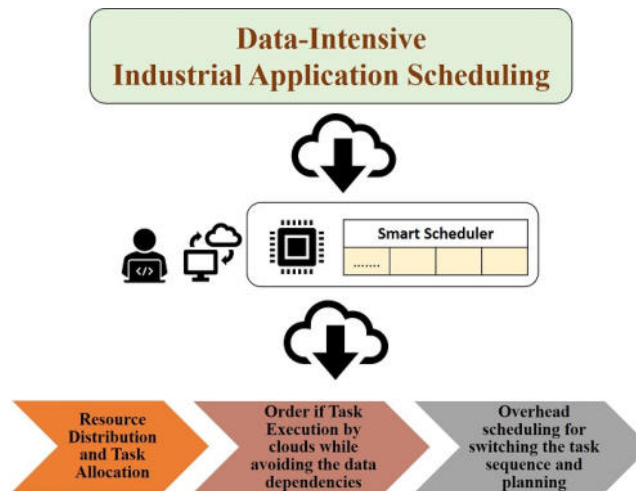 Data-Intensive
Industrial Application Scheduling
</>
Smart Scheduler
.......
Resource
Distribution
and Task
Allocation
Order if Task
Execution by
clouds while
avoiding the data
dependencies
Overhead
scheduling for
switching the task
sequence and
planning